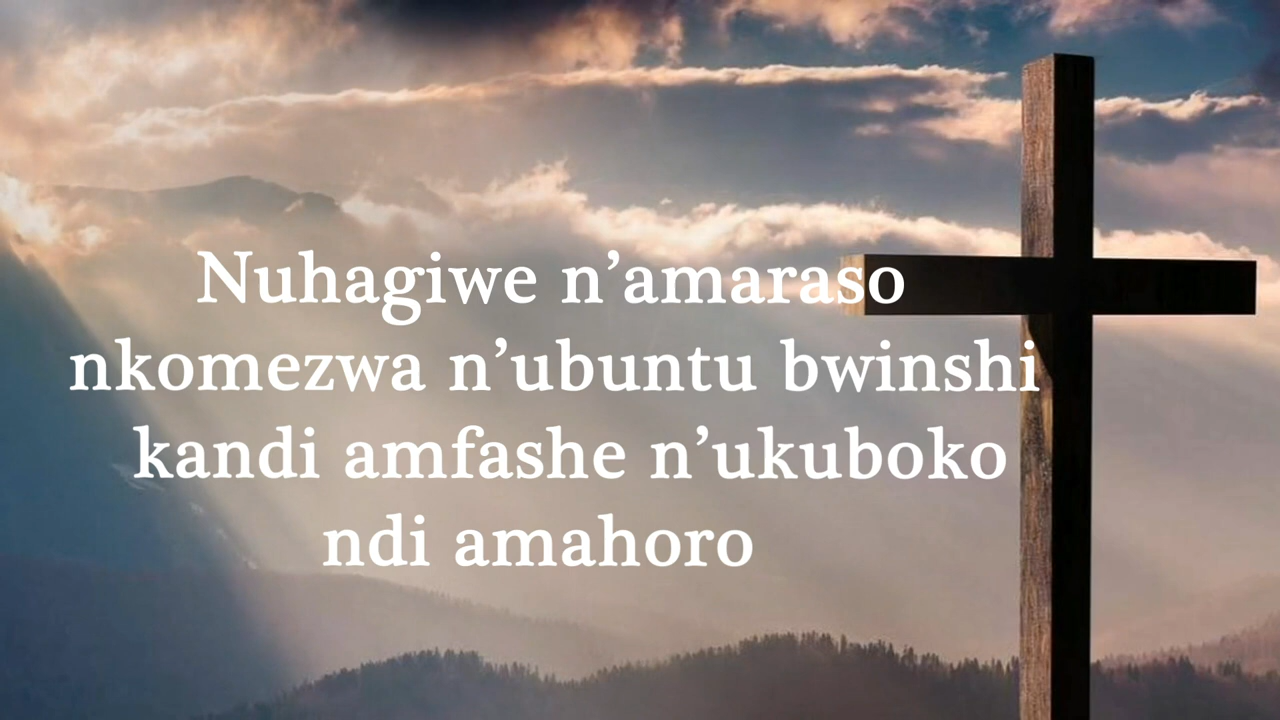 Nuhagiwe n’amaraso
nkomezwa n’ubuntu bwinshi
kandi amfashe n’ukuboko
ndi amahoro